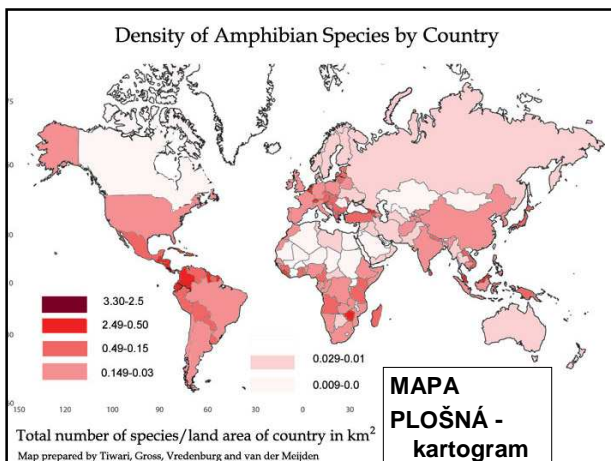 Density of Amphibian Species by Country
3.30-2.5
2.49-0.50
0.49-0.15
0.149-0.03
0.029-0.01
0.009-0.0
150 120 90 60 30 0 30
MAPA
PLOŠNÁ -
kartogram
Total number of species/land area of country in km²
Map prepared by Tiwari, Gross, Vredenburg and van der Meijden